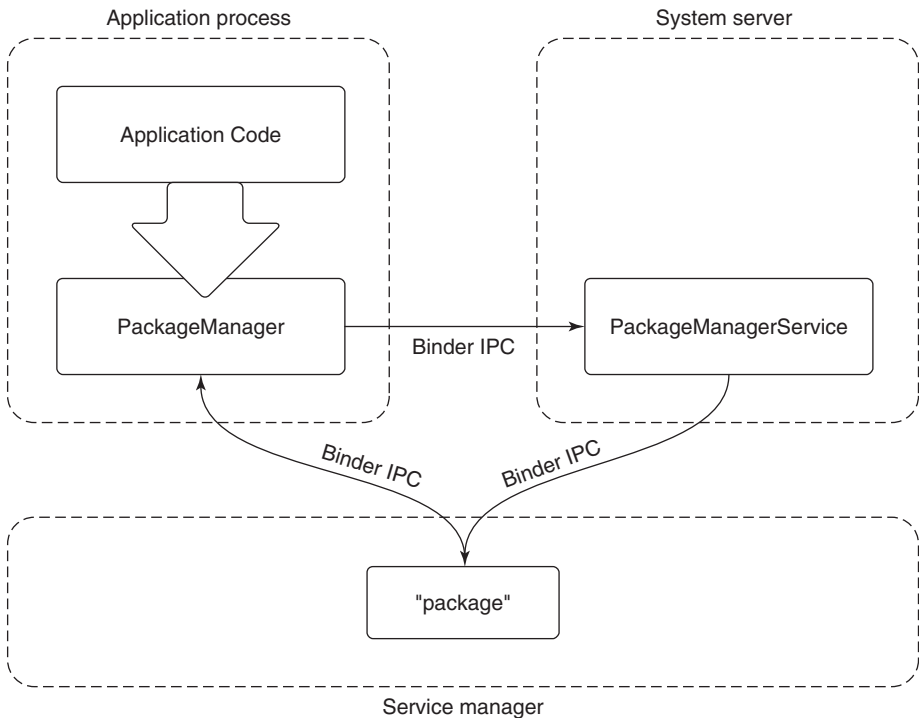 Application process
System server
Application Code
PackageManager
Binder IPC
PackageManagerService
Binder IPC
Binder IPC
"package"
Service manager